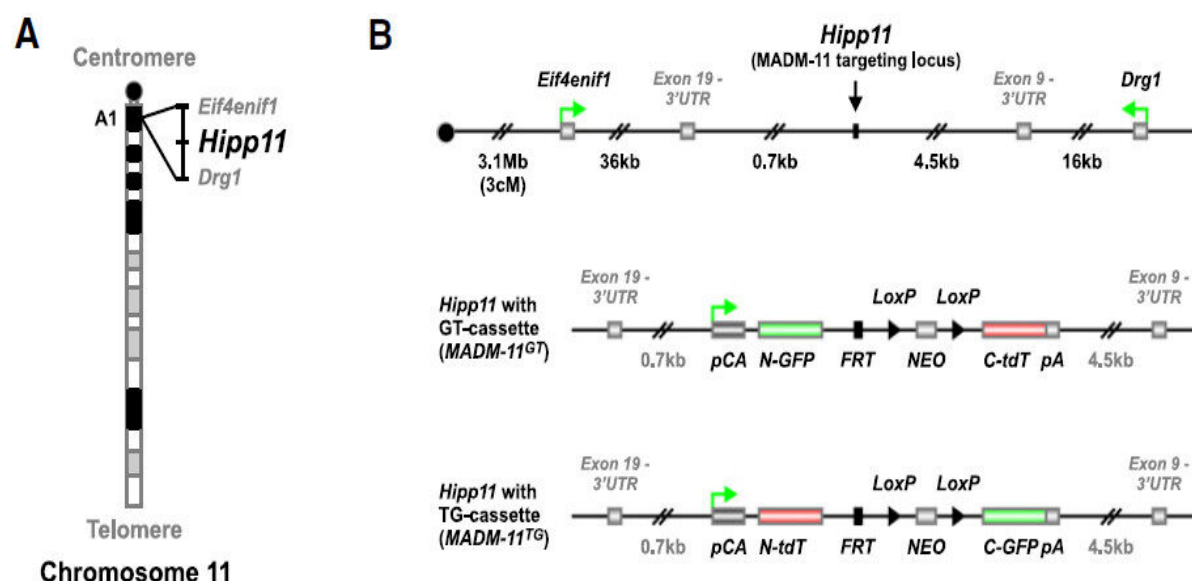 A
Centromere
A1
Eif4enif1
Hipp11
Drg1
Telomere
Chromosome 11
B
Hipp11
(MADM-11 targeting locus)
Eif4enif1
Exon 19 -
3'UTR
Exon 9 -
3'UTR
Drg1
3.1Mb
(3cM)
36kb
0.7kb
4.5kb
16kb
Hipp11 with
GT-cassette
(MADM-11GT)
Exon 19 -
3'UTR
LoxP
LoxP
Exon 9 -
3'UTR
0.7kb
pCA
N-GFP
FRT
NEO
C-tdT
pA
4.5kb
Hipp11 with
TG-cassette
(MADM-11TG)
Exon 19 -
3'UTR
LoxP
LoxP
Exon 9 -
3'UTR
0.7kb
pCA
N-tdT
FRT
NEO
C-GFP
pA
4.5kb